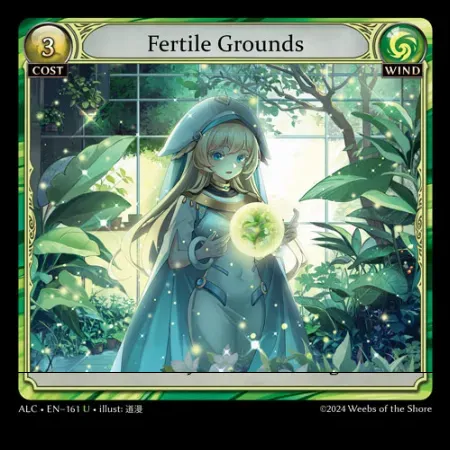 3
Fertile Grounds
COST
WIND
ALC • EN-161 U • illust: 道漫
©2024 Weebs of the Shore